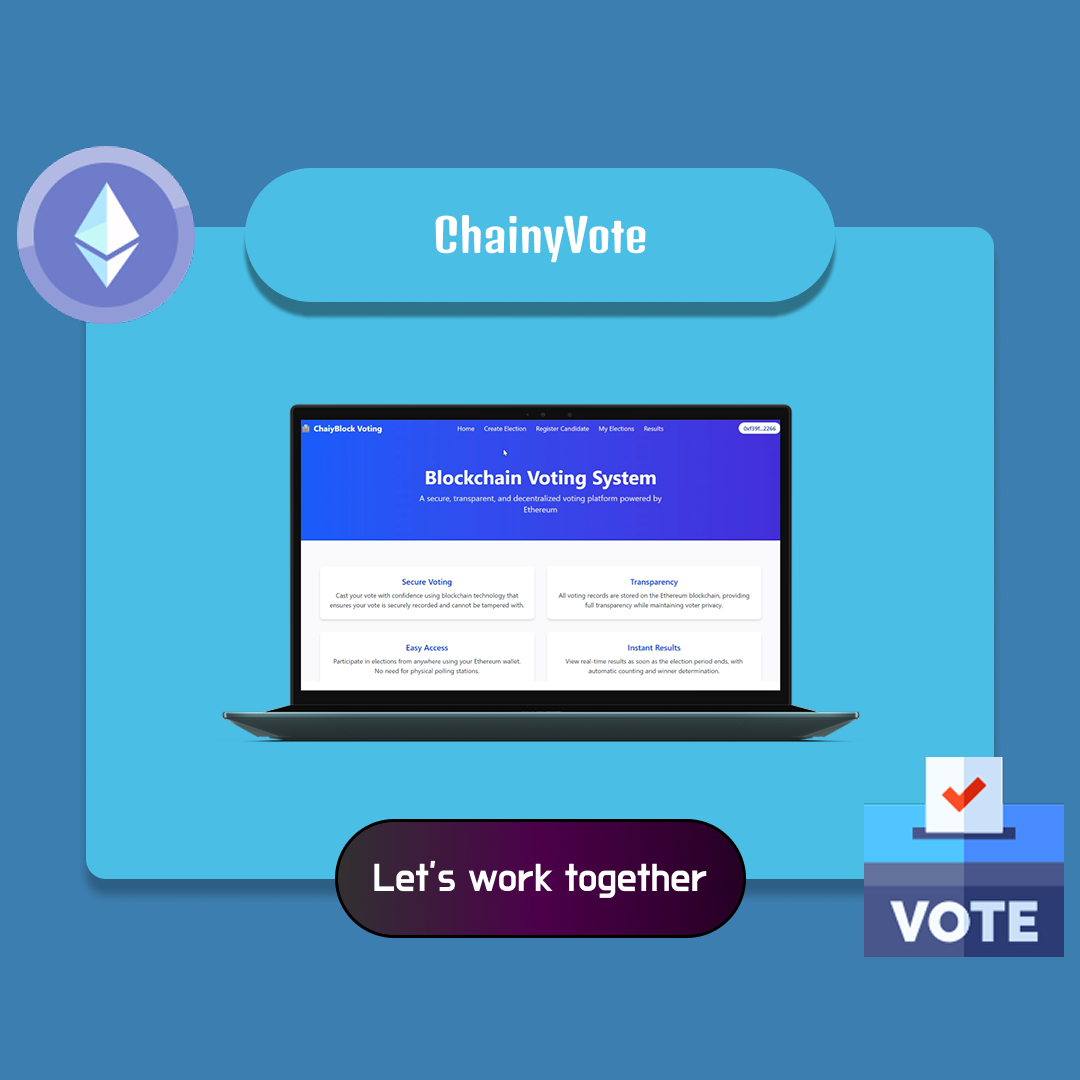 ChainyVote
ChaiyBlock Voting
Home Create Election Register Candidate My Elections Results
0xf39f...2266
Blockchain Voting System
A secure, transparent, and decentralized voting platform powered by
Ethereum
Secure Voting
Cast your vote with confidence using blockchain technology that
ensures your vote is securely recorded and cannot be tampered with.
Transparency
All voting records are stored on the Ethereum blockchain, providing
full transparency while maintaining voter privacy.
Easy Access
Participate in elections from anywhere using your Ethereum wallet.
No need for physical polling stations.
Instant Results
View real-time results as soon as the election period ends, with
automatic counting and winner determination.
Let's work together
VOTE